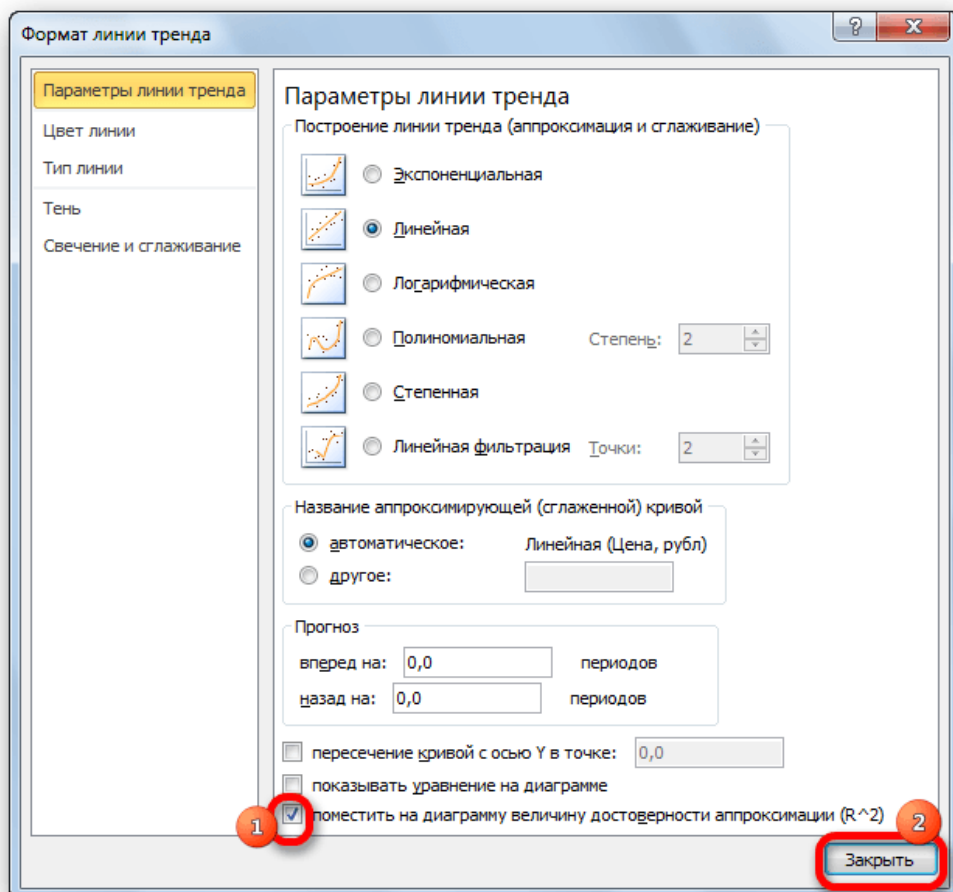 Формат линии тренда
Параметры линии тренда
Цвет линии
Тип линии
Тень
Свечение и сглаживание
Параметры линии тренда
Построение линии тренда (аппроксимация и сглаживание)
Экспоненциальная
Линейная
Логарифмическая
Полиномиальная Степень: 2
Степенная
Линейная фильтрация Точки: 2
Название аппроксимирующей (сглаженной) кривой
автоматическое: Линейная (Цена, рубл)
другое:
Прогноз
вперед на: 0,0 периодов
назад на: 0,0 периодов
пересечение кривой с осью Y в точке: 0,0
показывать уравнение на диаграмме
1 поместить на диаграмму величину достоверности аппроксимации (R^2) 2
Закрыть